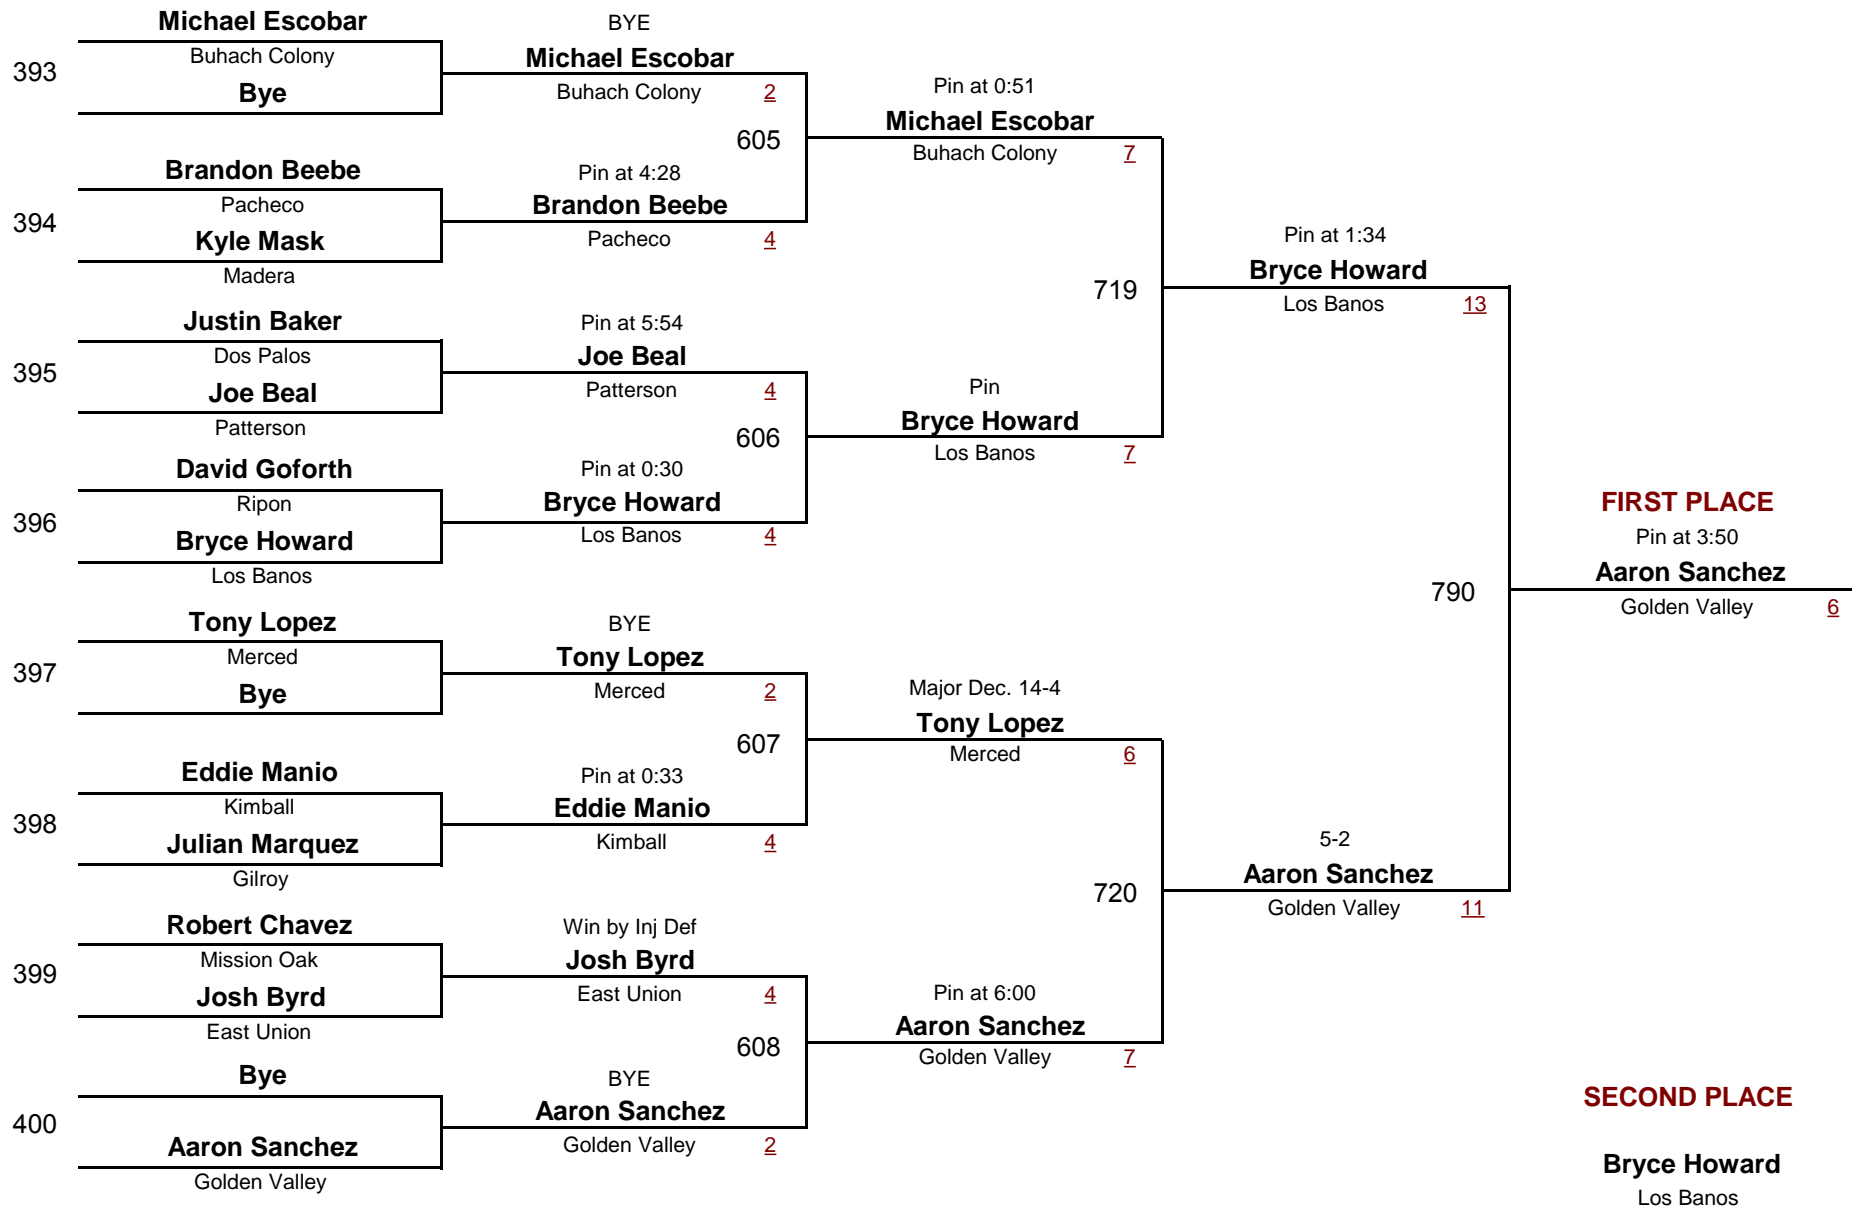 Michael Escobar
Buhach Colony
393
Bye
Brandon Beebe
Pacheco
394
Kyle Mask
Madera
Justin Baker
Dos Palos
395
Joe Beal
Patterson
David Goforth
Ripon
396
Bryce Howard
Los Banos
Tony Lopez
Merced
397
Bye
Eddie Manio
Kimball
398
Julian Marquez
Gilroy
Robert Chavez
Mission Oak
399
Josh Byrd
East Union
Bye
400
Aaron Sanchez
Golden Valley
BYE
Michael Escobar
Buhach Colony 2
605
Pin at 4:28
Brandon Beebe
Pacheco 4
Pin at 5:54
Joe Beal
Patterson 4
606
Pin at 0:30
Bryce Howard
Los Banos 4
BYE
Tony Lopez
Merced 2
607
Pin at 0:33
Eddie Manio
Kimball 4
Win by Inj Def
Josh Byrd
East Union 4
608
BYE
Aaron Sanchez
Golden Valley 2
Pin at 0:51
Michael Escobar
Buhach Colony 7
719
Pin
Bryce Howard
Los Banos 7
Major Dec. 14-4
Tony Lopez
Merced 6
720
Pin at 6:00
Aaron Sanchez
Golden Valley 7
Pin at 1:34
Bryce Howard
Los Banos 13
790
5-2
Aaron Sanchez
Golden Valley 11
FIRST PLACE
Pin at 3:50
Aaron Sanchez
Golden Valley 6
SECOND PLACE
Bryce Howard
Los Banos